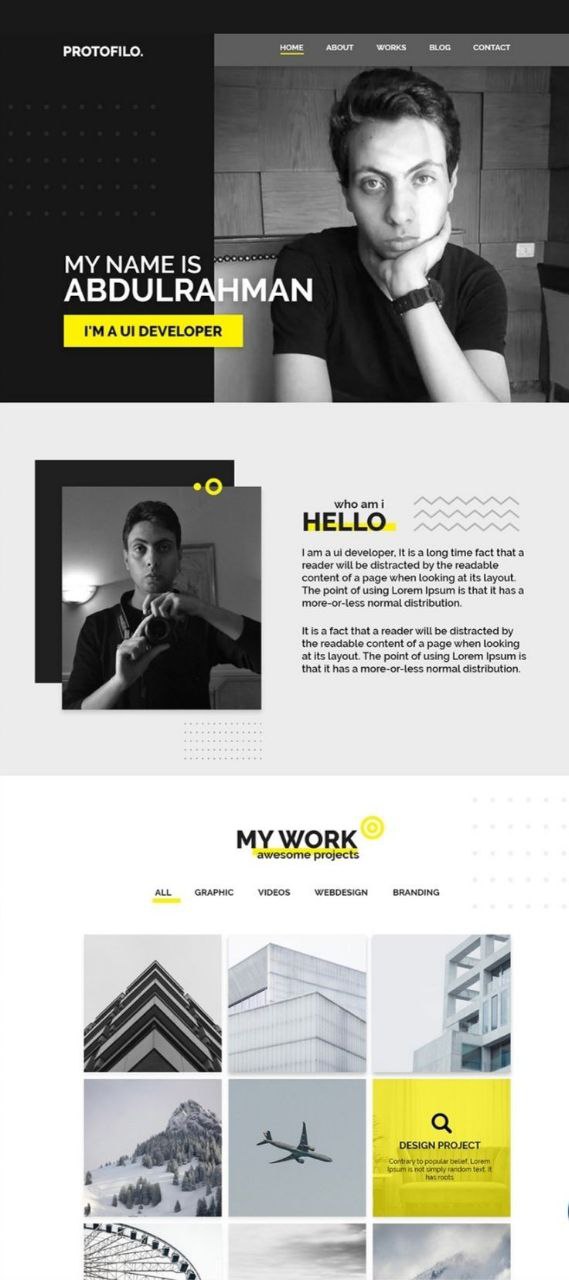 PROTOFILO.
HOME ABOUT WORKS BLOG CONTACT
MY NAME IS
ABDULRAHMAN
I'M A UI DEVELOPER
who am i
HELLO
I am a ui developer, It is a long time fact that a
reader will be distracted by the readable
content of a page when looking at its layout.
The point of using Lorem Ipsum is that it has a
more-or-less normal distribution.
It is a fact that a reader will be distracted by
the readable content of a page when looking
at its layout. The point of using Lorem Ipsum is
that it has a more-or-less normal distribution.
MY WORK
awesome projects
ALL GRAPHIC VIDEOS WEBDESIGN BRANDING
DESIGN PROJECT
Contrary to popular belief, Lorem
Ipsum is not simply random text. It
has roots